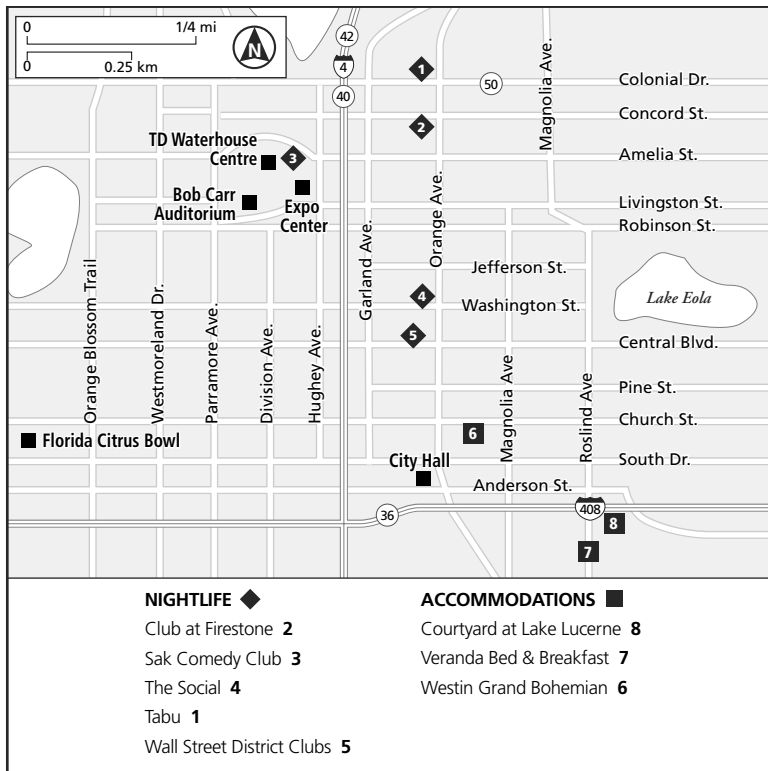 0 1/4 mi
0 0.25 km
N
42
4
40
1
50
2
Magnolia Ave.
Colonial Dr.
Concord St.
Amelia St.
TD Waterhouse
Centre
3
Bob Carr
Auditorium
Expo
Center
Livingston St.
Robinson St.
Garland Ave.
Orange Ave.
Jefferson St.
Washington St.
Lake Eola
4
5
Central Blvd.
Orange Blossom Trail
Westmoreland Dr.
Parramore Ave.
Division Ave.
Hughey Ave.
Magnolia Ave
Roslind Ave
Pine St.
Church St.
6
Florida Citrus Bowl
City Hall
South Dr.
Anderson St.
36
408
8
7
NIGHTLIFE
Club at Firestone 2
Sak Comedy Club 3
The Social 4
Tabu 1
Wall Street District Clubs 5
ACCOMMODATIONS
Courtyard at Lake Lucerne 8
Veranda Bed & Breakfast 7
Westin Grand Bohemian 6